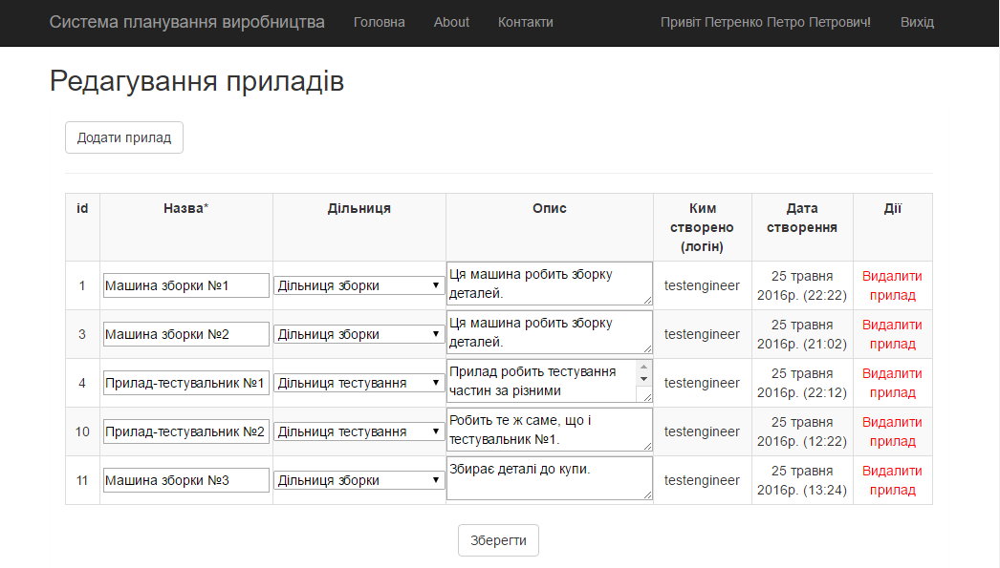 Система планування виробництва Головна About Контакти Привіт Петренко Петро Петрович! Вихід
Редагування приладів
Додати прилад
id Назва* Дільниця Опис Ким створено (логін) Дата створення Дії
1 Машина зборки №1 Дільниця зборки Ця машина робить зборку деталей. testengineer 25 травня 2016р. (22:22) Видалити прилад
3 Машина зборки №2 Дільниця зборки Ця машина робить зборку деталей. testengineer 25 травня 2016р. (21:02) Видалити прилад
4 Прилад-тестувальник №1 Дільниця тестування Прилад робить тестування частин за різними testengineer 25 травня 2016р. (22:12) Видалити прилад
10 Прилад-тестувальник №2 Дільниця тестування Робить те ж саме, що і тестувальник №1. testengineer 25 травня 2016р. (12:22) Видалити прилад
11 Машина зборки №3 Дільниця зборки Збирає деталі до купи. testengineer 25 травня 2016р. (13:24) Видалити прилад
Зберегти